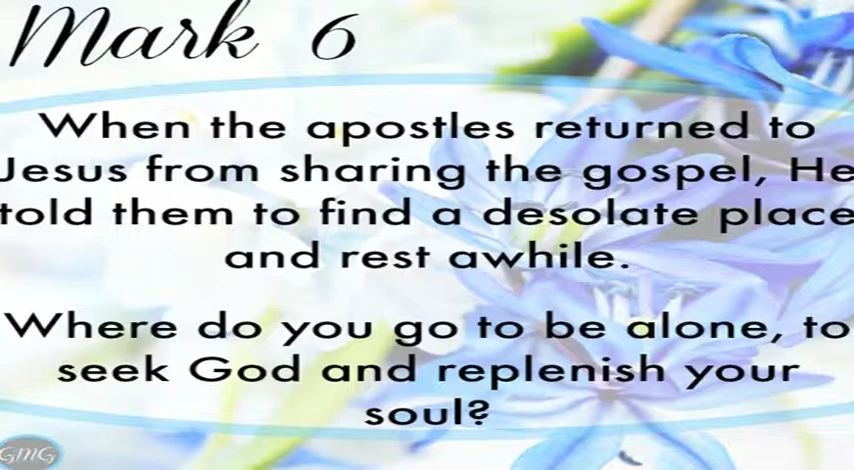 Mark 6
When the apostles returned to
Jesus from sharing the gospel, He
told them to find a desolate place
and rest awhile.
Where do you go to be alone, to
seek God and replenish your
soul?
GMG